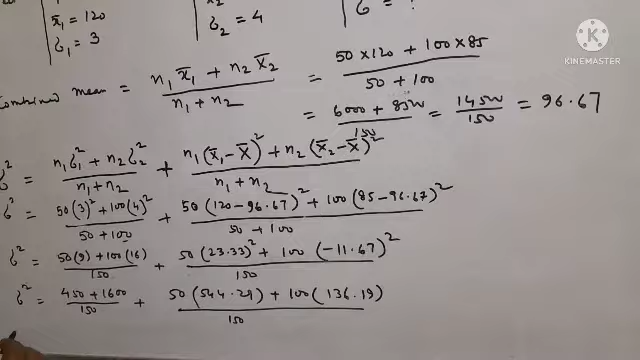 x̄₁ = 120
σ₁ = 3
σ₂ = 4
σ = ?
KINEMASTER
Combined mean = (n₁x̄₁ + n₂x̄₂)/(n₁ + n₂) = (50×120 + 100×85)/(50 + 100)
= (6000 + 8500)/150 = 14500/150 = 96.67
σ² = (n₁σ₁² + n₂σ₂²)/(n₁ + n₂) + (n₁(x̄₁ - x̄)² + n₂(x̄₂ - x̄)²)/(n₁ + n₂)
σ² = (50(3)² + 100(4)²)/(50 + 100) + (50(120 - 96.67)² + 100(85 - 96.67)²)/(50 + 100)
σ² = (50(9) + 100(16))/150 + (50(23.33)² + 100(-11.67)²)/150
σ² = (450 + 1600)/150 + (50(544.29) + 100(136.19))/150